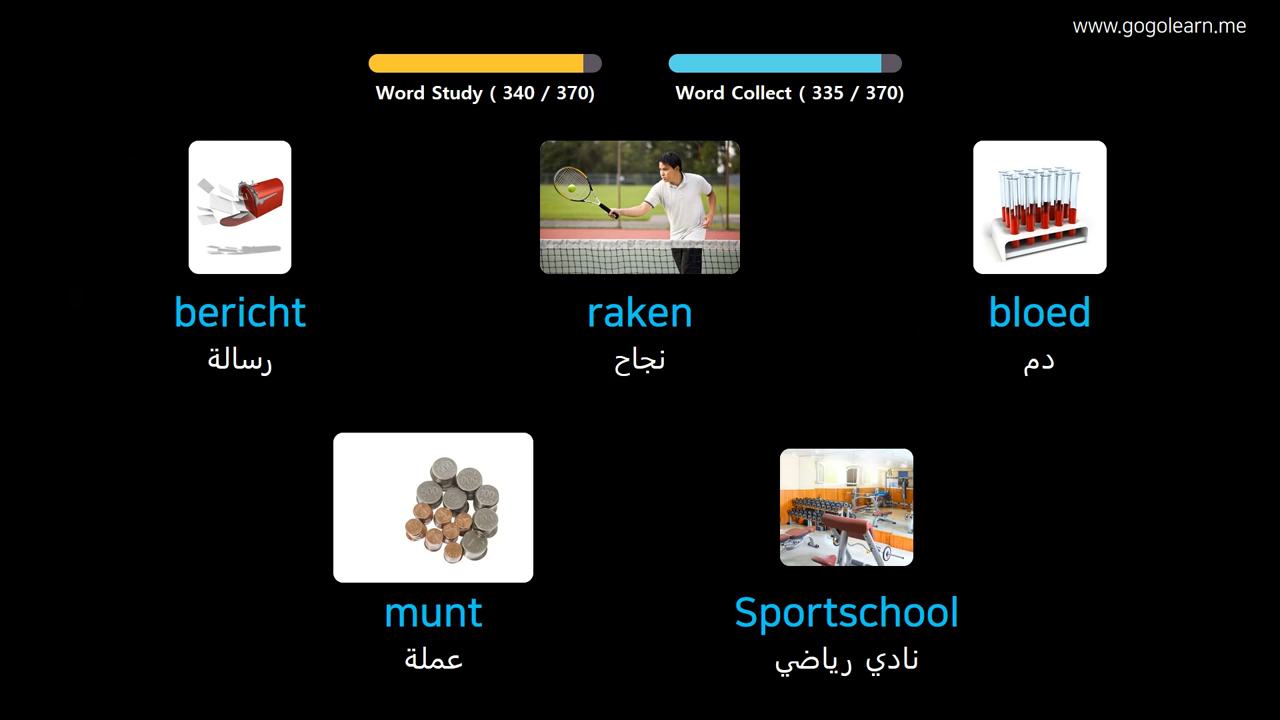 www.gogolearn.me
Word Study ( 340 / 370)
Word Collect ( 335 / 370)
bericht
رسالة
raken
نجاح
bloed
دم
munt
عملة
Sportschool
نادي رياضي